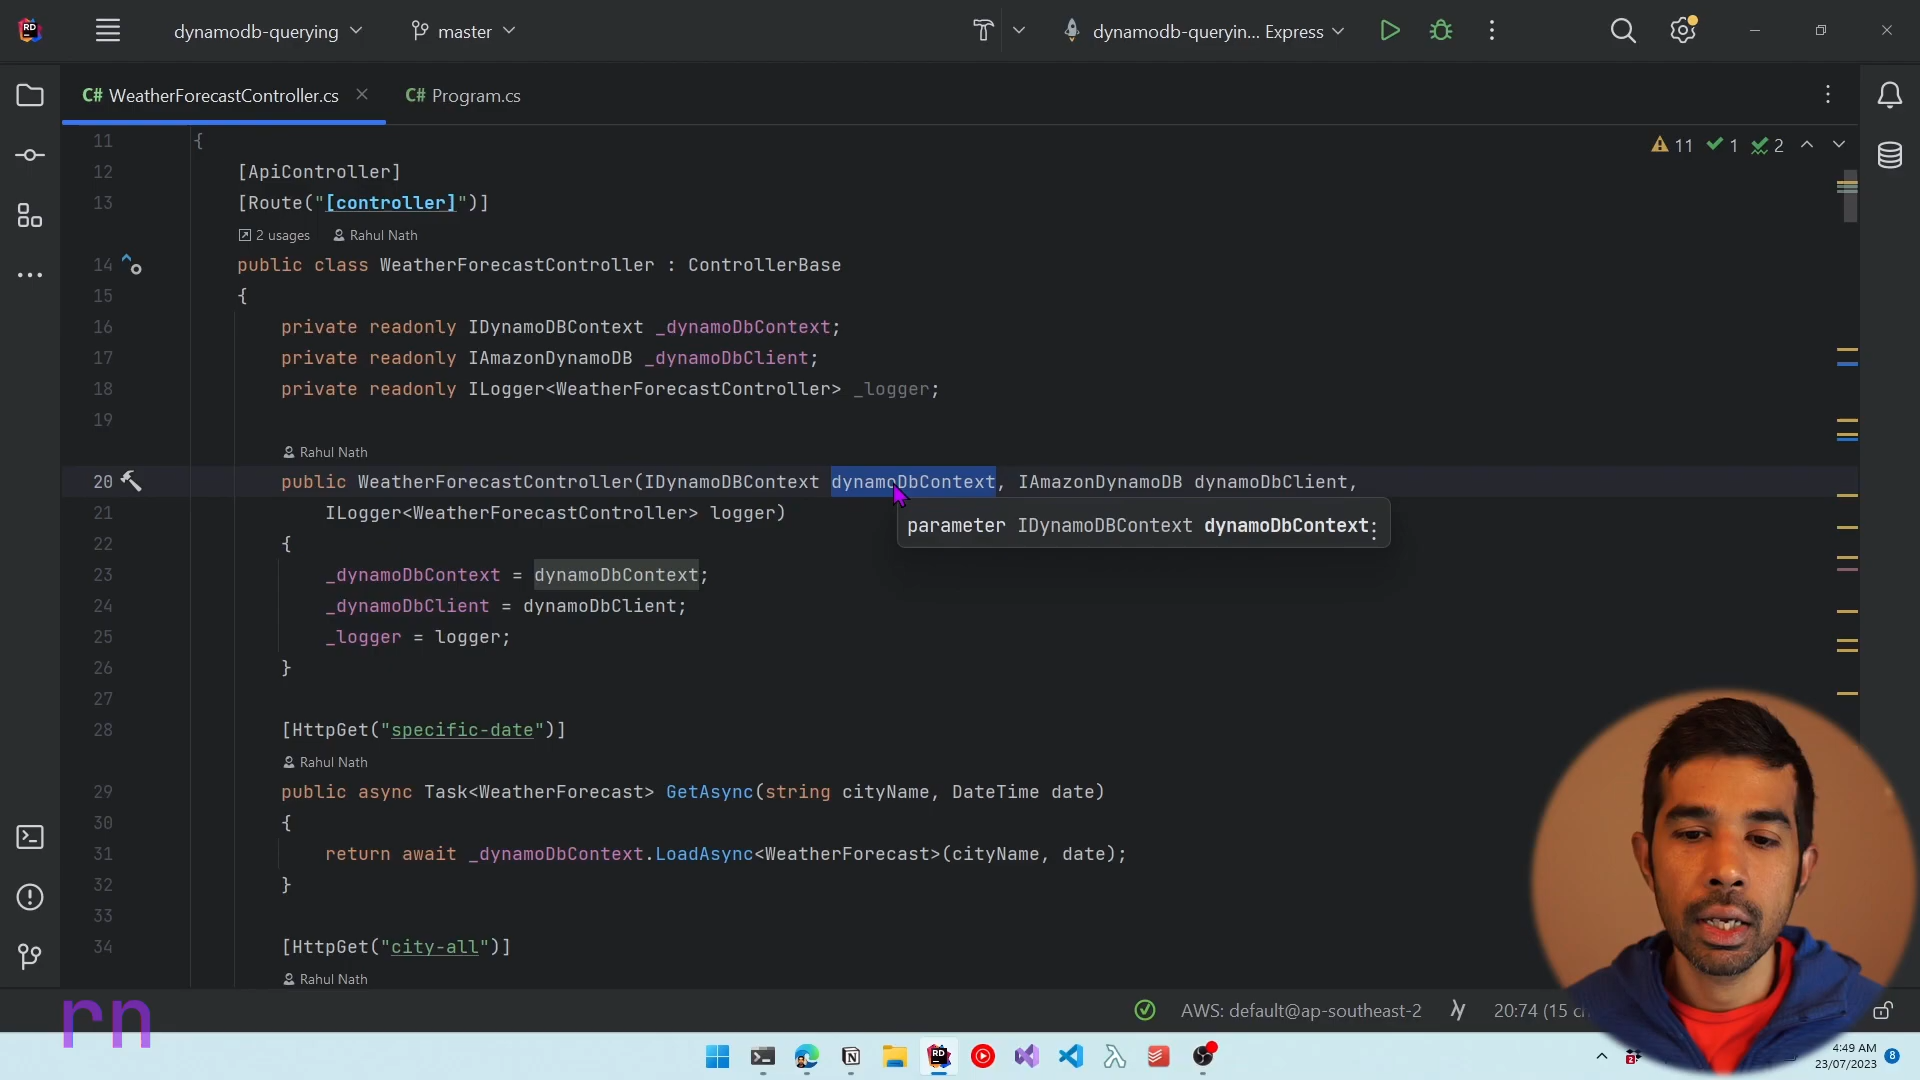 RD
dynamodb-querying
master
dynamodb-queryin... Express
C# WeatherForecastController.cs
C# Program.cs
11 1 2
11 {
12 [ApiController]
13 [Route("[controller]")]
2 usages Rahul Nath
14 public class WeatherForecastController : ControllerBase
15 {
16 private readonly IDynamoDBContext _dynamoDbContext;
17 private readonly IAmazonDynamoDB _dynamoDbClient;
18 private readonly ILogger<WeatherForecastController> _logger;
19
Rahul Nath
20 public WeatherForecastController(IDynamoDBContext dynamoDbContext, IAmazonDynamoDB dynamoDbClient,
21 ILogger<WeatherForecastController> logger)
parameter IDynamoDBContext dynamoDbContext
22 {
23 _dynamoDbContext = dynamoDbContext;
24 _dynamoDbClient = dynamoDbClient;
25 _logger = logger;
26 }
27
28 [HttpGet("specific-date")]
Rahul Nath
29 public async Task<WeatherForecast> GetAsync(string cityName, DateTime date)
30 {
31 return await _dynamoDbContext.LoadAsync<WeatherForecast>(cityName, date);
32 }
33
34 [HttpGet("city-all")]
Rahul Nath
rn
AWS: default@ap-southeast-2
20:74 (15 ch
RD
4:49 AM
23/07/2023
8